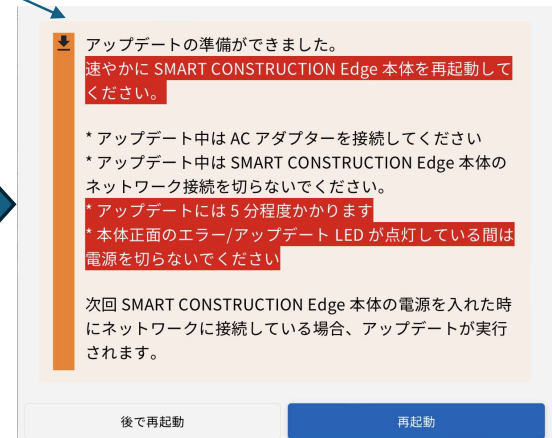 アップデートの準備ができました。
速やかに SMART CONSTRUCTION Edge 本体を再起動して
ください。
* アップデート中は AC アダプターを接続してください
* アップデート中は SMART CONSTRUCTION Edge 本体の
ネットワーク接続を切らないでください。
* アップデートには 5 分程度かかります
* 本体正面のエラー/アップデート LED が点灯している間は
電源を切らないでください
次回 SMART CONSTRUCTION Edge 本体の電源を入れた時
にネットワークに接続している場合、アップデートが実行
されます。
後で再起動
再起動